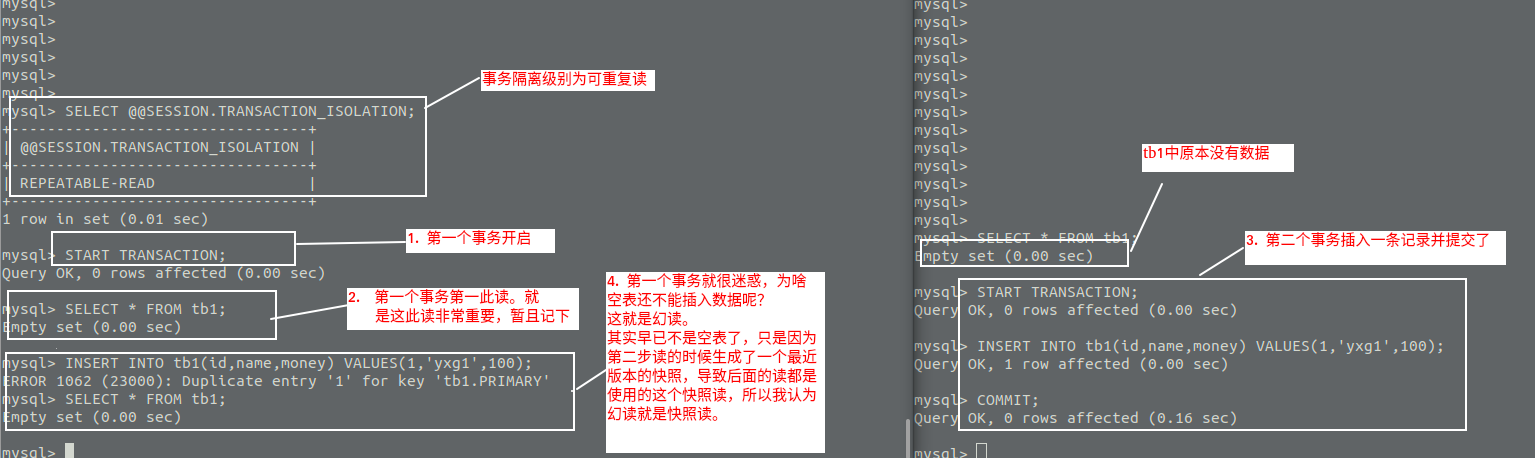 mysql>
mysql>
mysql>
mysql>
mysql>
mysql>
mysql> SELECT @@SESSION.TRANSACTION_ISOLATION;
+---------------------------------+
| @@SESSION.TRANSACTION_ISOLATION |
+---------------------------------+
| REPEATABLE-READ                 |
+---------------------------------+
1 row in set (0.01 sec)
mysql> START TRANSACTION;
Query OK, 0 rows affected (0.00 sec)
mysql> SELECT * FROM tb1;
Empty set (0.00 sec)
mysql> INSERT INTO tb1(id,name,money) VALUES(1,'yxg1',100);
ERROR 1062 (23000): Duplicate entry '1' for key 'tb1.PRIMARY'
mysql> SELECT * FROM tb1;
Empty set (0.00 sec)
mysql>
事务隔离级别为可重复读
1. 第一个事务开启
2. 第一个事务第一此读。就
是这此读非常重要，暂且记下
4. 第一个事务就很迷惑，为啥
空表还不能插入数据呢?
这就是幻读。
其实早已不是空表了，只是因为
第二步读的时候生成了一个最近
版本的快照，导致后面的读都是
使用的这个快照读，所以我认为
幻读就是快照读。
mysql>
mysql>
mysql>
mysql>
mysql>
mysql>
mysql>
mysql>
mysql>
mysql>
mysql>
mysql>
mysql>
mysql> SELECT * FROM tb1;
Empty set (0.00 sec)
mysql> START TRANSACTION;
Query OK, 0 rows affected (0.00 sec)
mysql> INSERT INTO tb1(id,name,money) VALUES(1,'yxg1',100);
Query OK, 1 row affected (0.00 sec)
mysql> COMMIT;
Query OK, 0 rows affected (0.16 sec)
mysql>
tb1中原本没有数据
3. 第二个事务插入一条记录并提交了